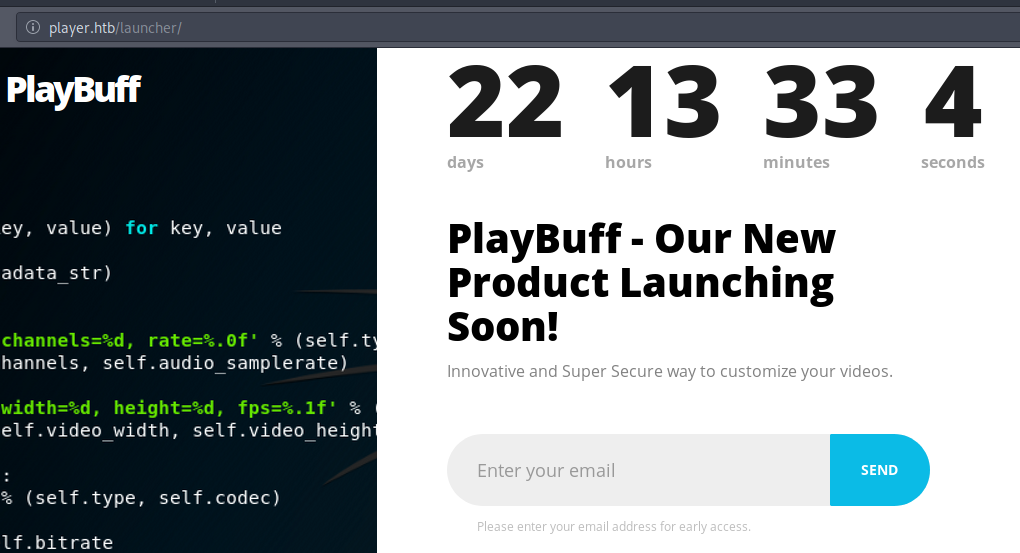 player.htb/launcher/
PlayBuff
ey, value) for key, value
adata_str)
channels=%d, rate=%.0f' % (self.ty
hannels, self.audio_samplerate)
width=%d, height=%d, fps=%.1f' % (
elf.video_width, self.video_height
:
% (self.type, self.codec)
lf.bitrate
22 13 33 4
days hours minutes seconds
PlayBuff - Our New
Product Launching
Soon!
Innovative and Super Secure way to customize your videos.
Enter your email SEND
Please enter your email address for early access.